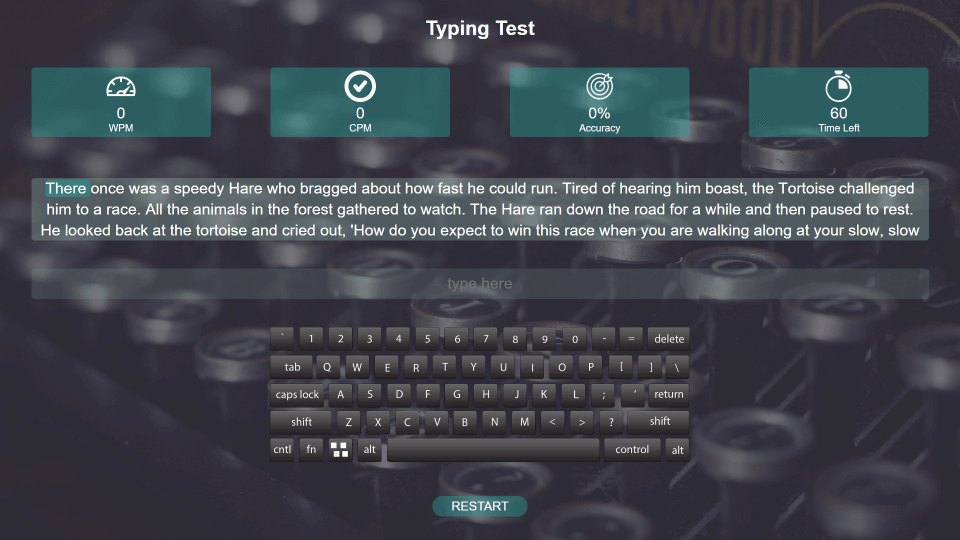 Typing Test
0
WPM
0
CPM
0%
Accuracy
60
Time Left
There once was a speedy Hare who bragged about how fast he could run. Tired of hearing him boast, the Tortoise challenged
him to a race. All the animals in the forest gathered to watch. The Hare ran down the road for a while and then paused to rest.
He looked back at the tortoise and cried out, 'How do you expect to win this race when you are walking along at your slow, slow
type here
` 1 2 3 4 5 6 7 8 9 0 - = delete
tab Q W E R T Y U I O P [ ] \
caps lock A S D F G H J K L ; ' return
shift Z X C V B N M < > ? shift
cntl fn alt control alt
RESTART